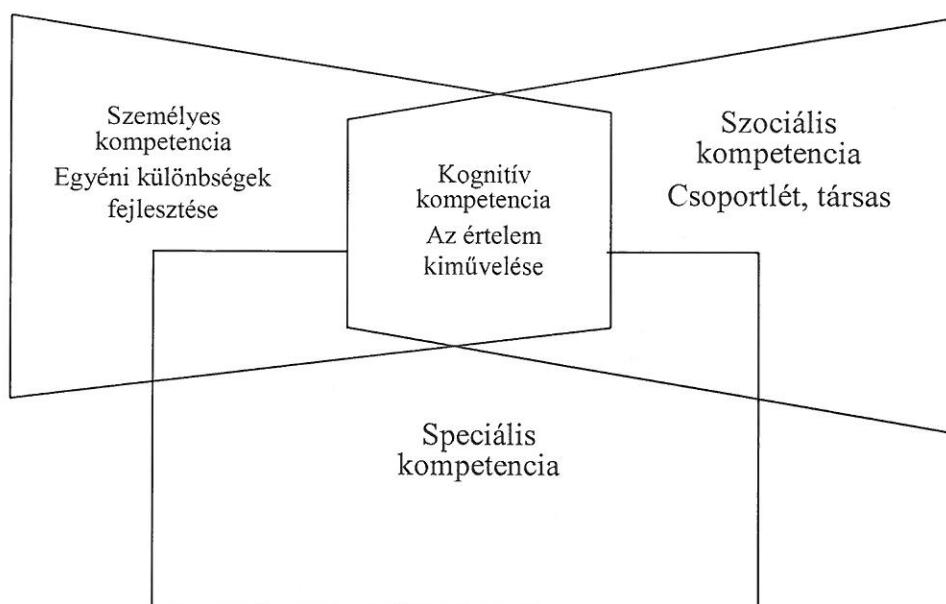 Személyes
kompetencia
Egyéni különbségek
fejlesztése
Kognitív
kompetencia
Az értelem
kiművelése
Szociális
kompetencia
Csoportlét, társas
Speciális
kompetencia